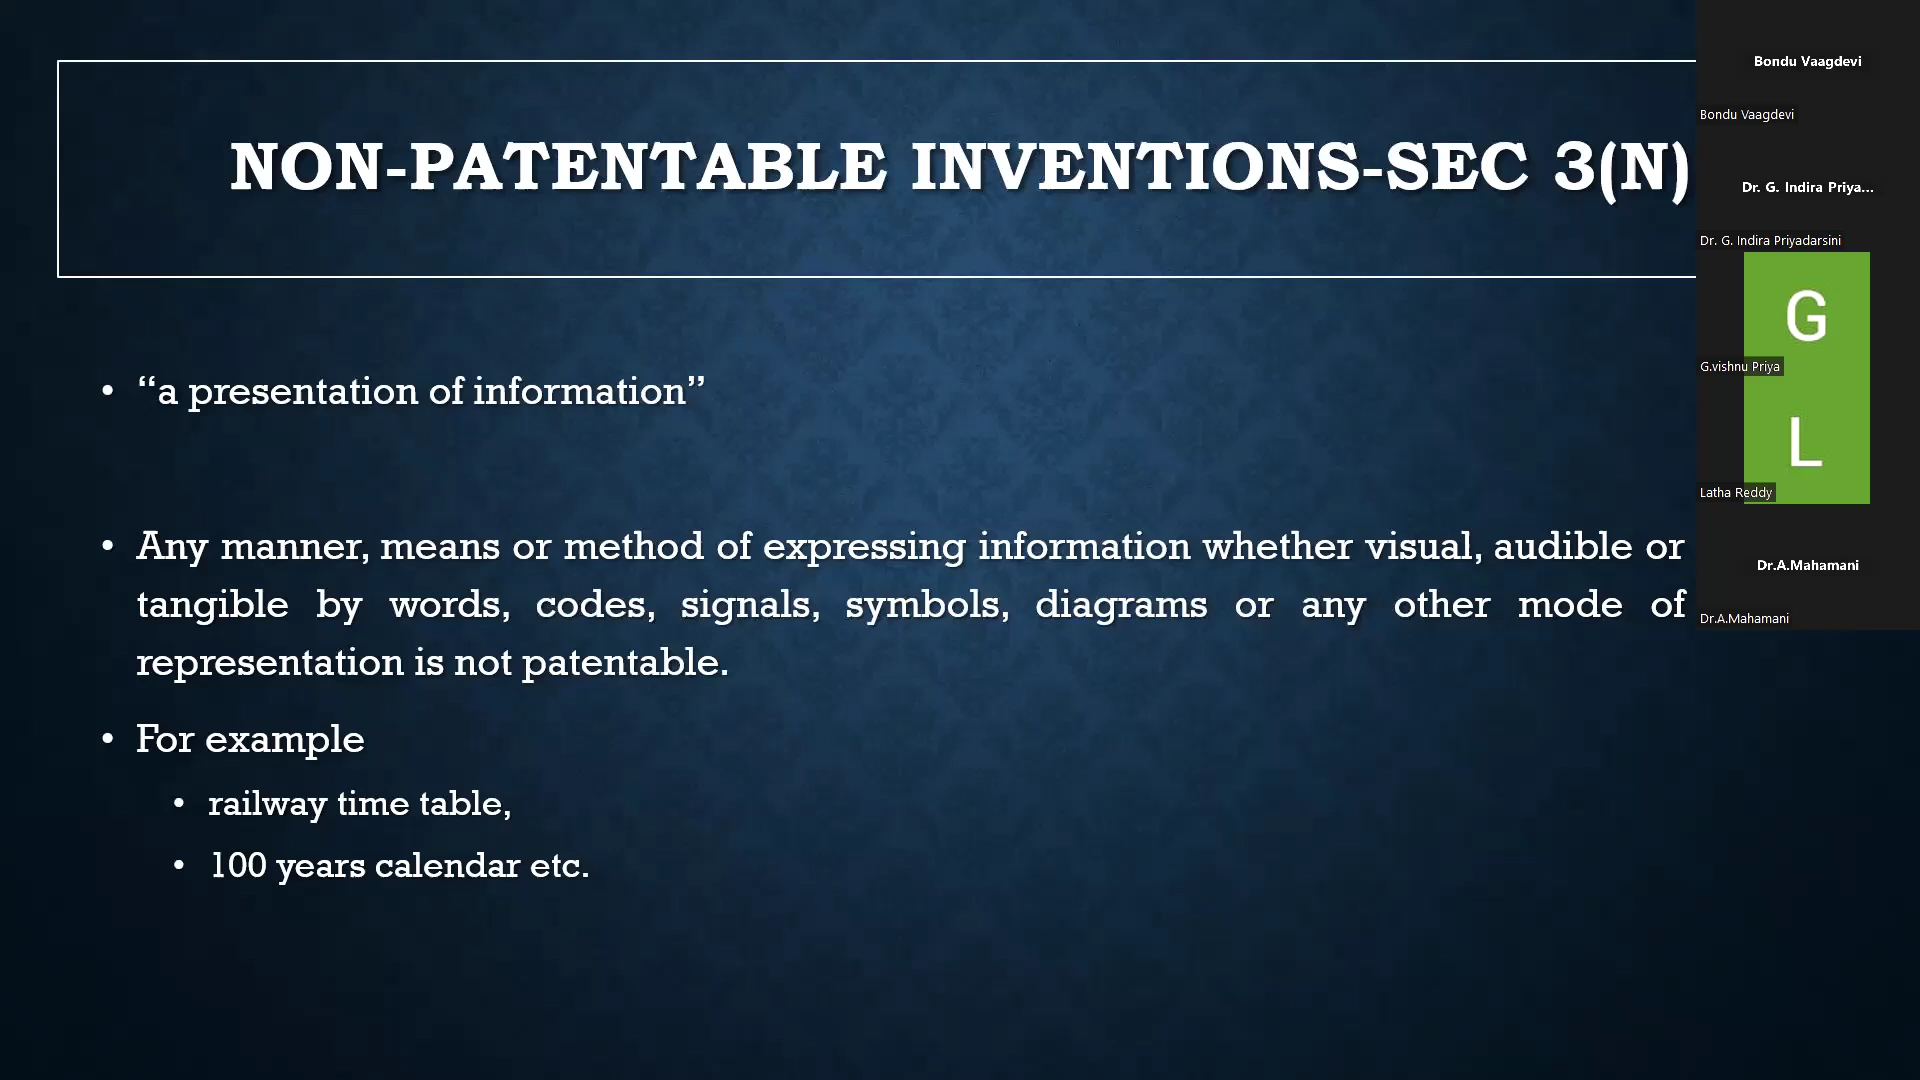 NON-PATENTABLE INVENTIONS-SEC 3(N)
• “a presentation of information”
• Any manner, means or method of expressing information whether visual, audible or
tangible by words, codes, signals, symbols, diagrams or any other mode of
representation is not patentable.
• For example
• railway time table,
• 100 years calendar etc.
Bondu Vaagdevi
Bondu Vaagdevi
Dr. G. Indira Priya...
Dr. G. Indira Priyadarsini
G
G.vishnu Priya
L
Latha Reddy
Dr.A.Mahamani
Dr.A.Mahamani